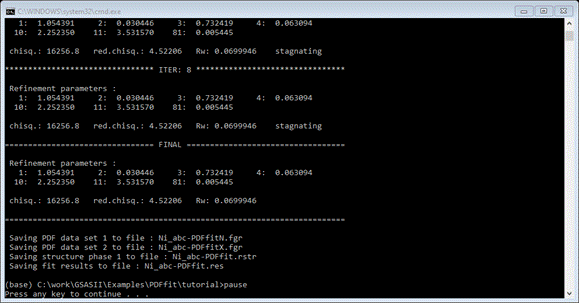 C:\WINDOWS\system32\cmd.exe
1: 1.054391 2: 0.030446 3: 0.732419 4: 0.063094
10: 2.252350 11: 3.531570 81: 0.005445
chisq.: 16256.8 red.chisq.: 4.52206 Rw: 0.0699946 stagnating
******************************* ITER: 8 *******************************
Refinement parameters :
1: 1.054391 2: 0.030446 3: 0.732419 4: 0.063094
10: 2.252350 11: 3.531570 81: 0.005445
chisq.: 16256.8 red.chisq.: 4.52206 Rw: 0.0699946 stagnating
================================ FINAL =================================
Refinement parameters :
1: 1.054391 2: 0.030446 3: 0.732419 4: 0.063094
10: 2.252350 11: 3.531570 81: 0.005445
chisq.: 16256.8 red.chisq.: 4.52206 Rw: 0.0699946
========================================================================
Saving PDF data set 1 to file : Ni_abc-PDFfitN.fgr
Saving PDF data set 2 to file : Ni_abc-PDFfitX.fgr
Saving structure phase 1 to file : Ni_abc-PDFfit.rstr
Saving fit results to file : Ni_abc-PDFfit.res
(base) C:\work\GSASII\Examples\PDFfit\tutorial>pause
Press any key to continue . . .